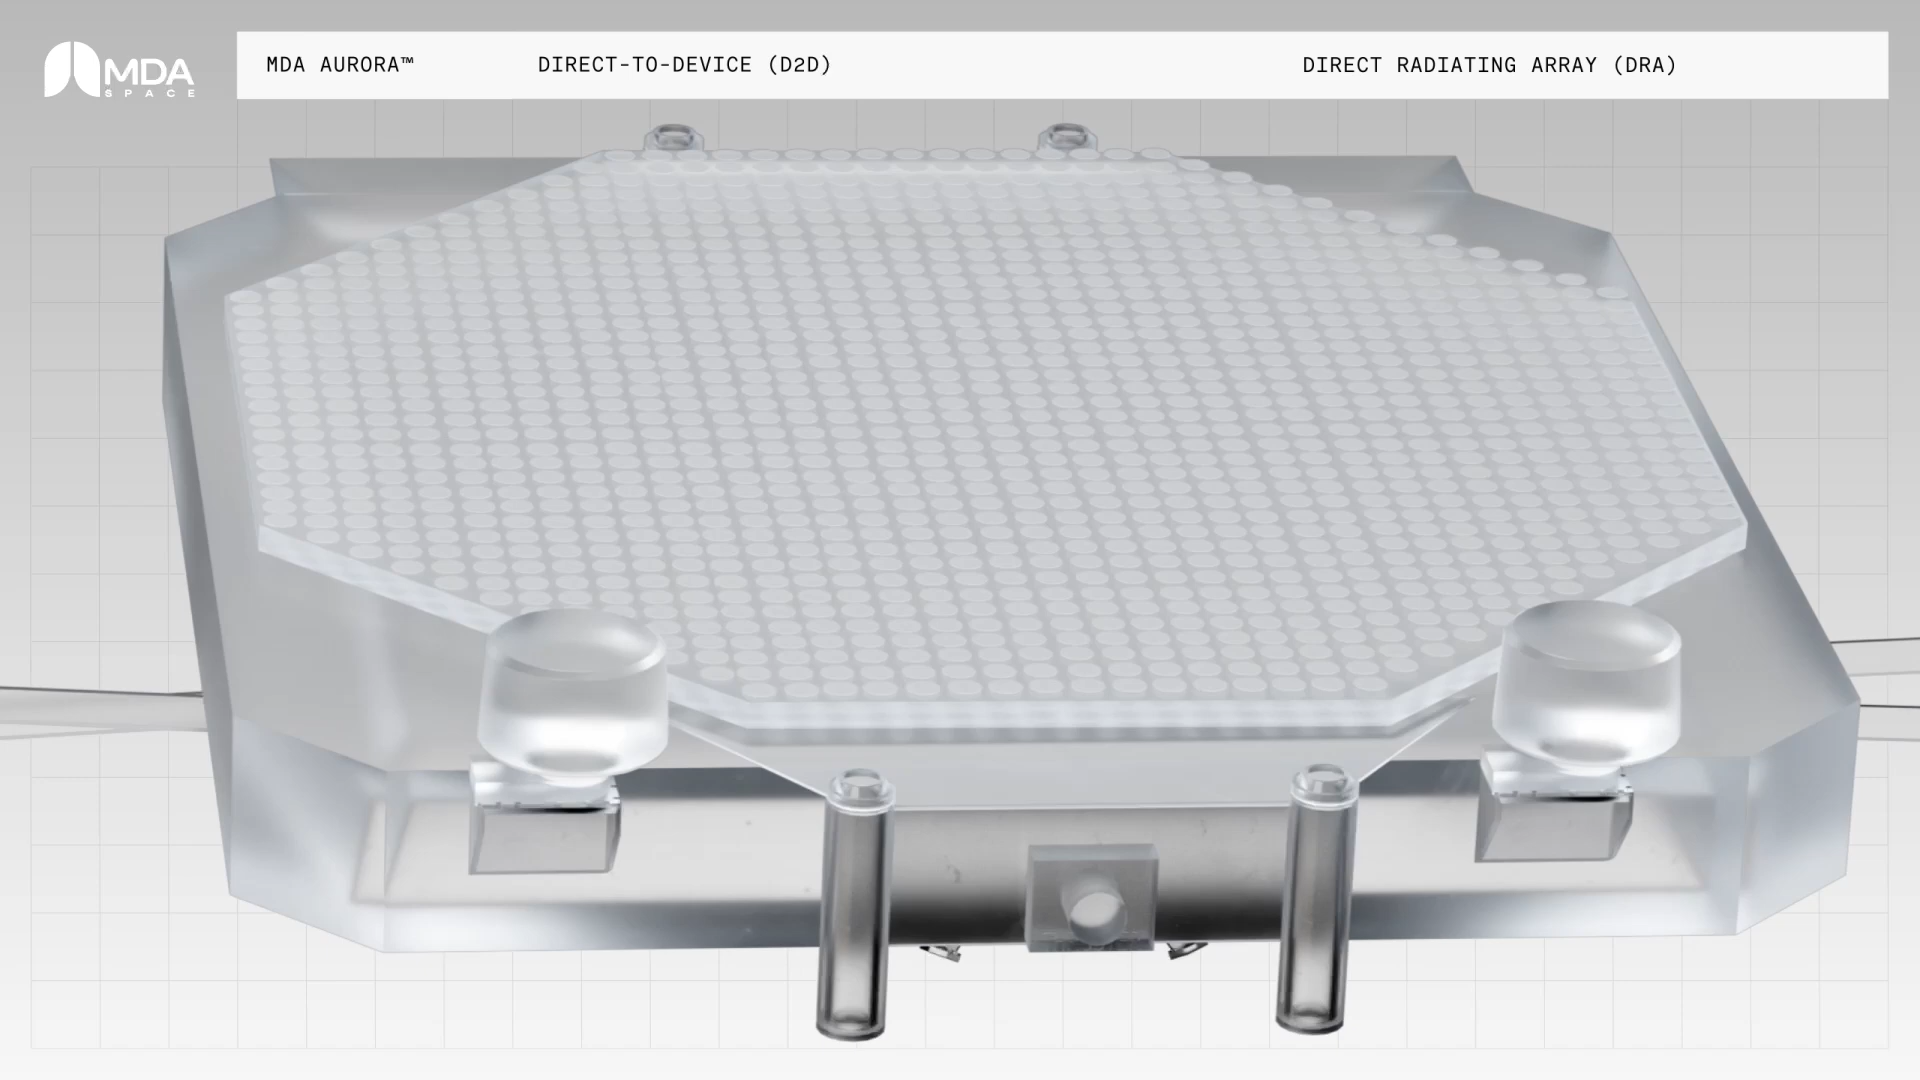 MDA
SPACE
MDA AURORA™
DIRECT-TO-DEVICE (D2D)
DIRECT RADIATING ARRAY (DRA)